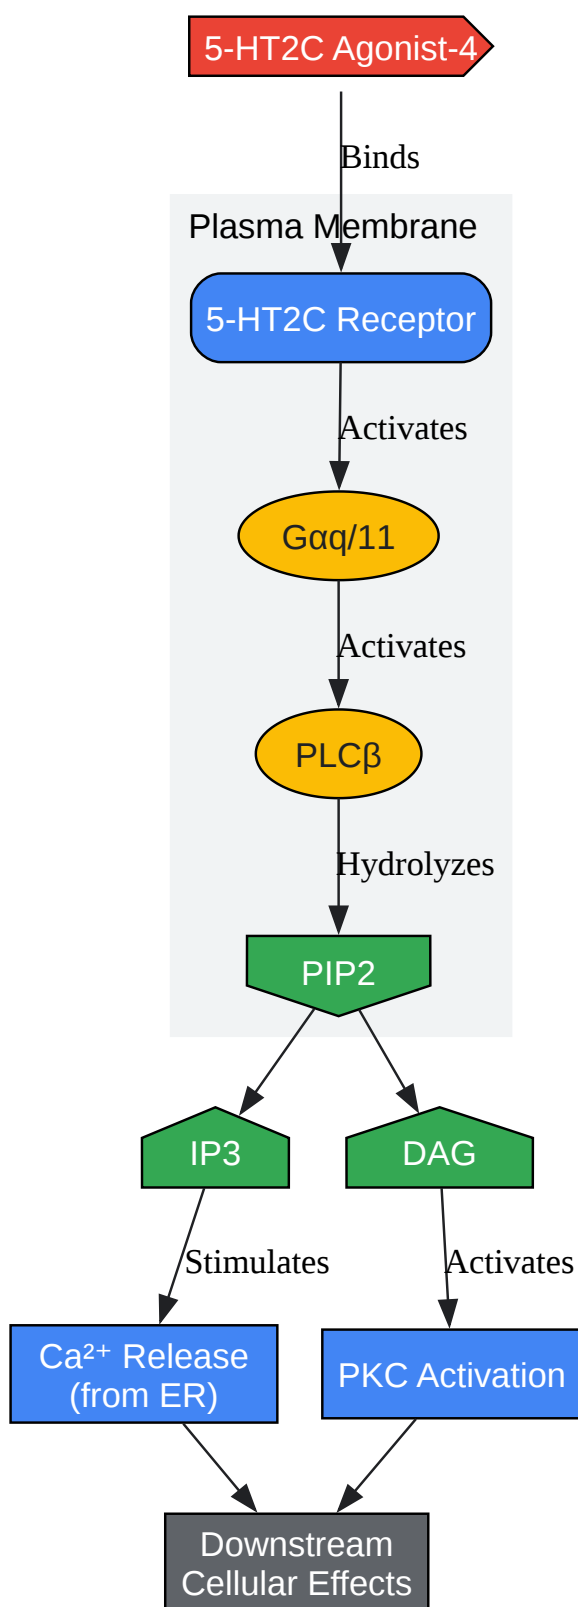 5-HT2C Agonist-4
Binds
Plasma Membrane
5-HT2C Receptor
Activates
Gαq/11
Activates
PLCβ
Hydrolyzes
PIP2
IP3
DAG
Stimulates
Activates
Ca²⁺ Release
(from ER)
PKC Activation
Downstream
Cellular Effects